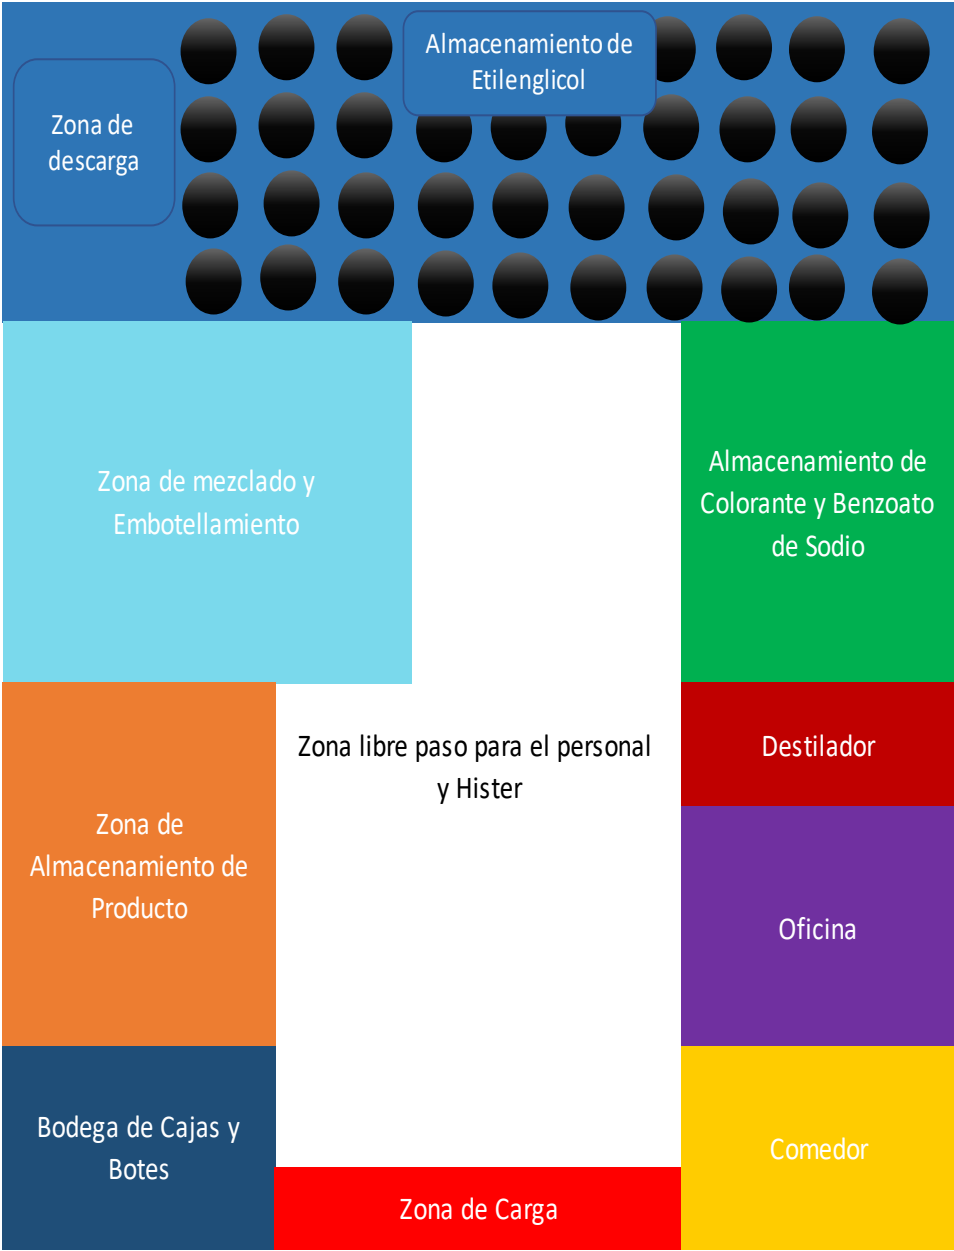 Almacenamiento de
Etilenglicol
Zona de
descarga
Zona de mezclado y
Embotellamiento
Almacenamiento de
Colorante y Benzoato
de Sodio
Zona libre paso para el personal
y Hister
Destilador
Zona de
Almacenamiento de
Producto
Oficina
Bodega de Cajas y
Botes
Comedor
Zona de Carga